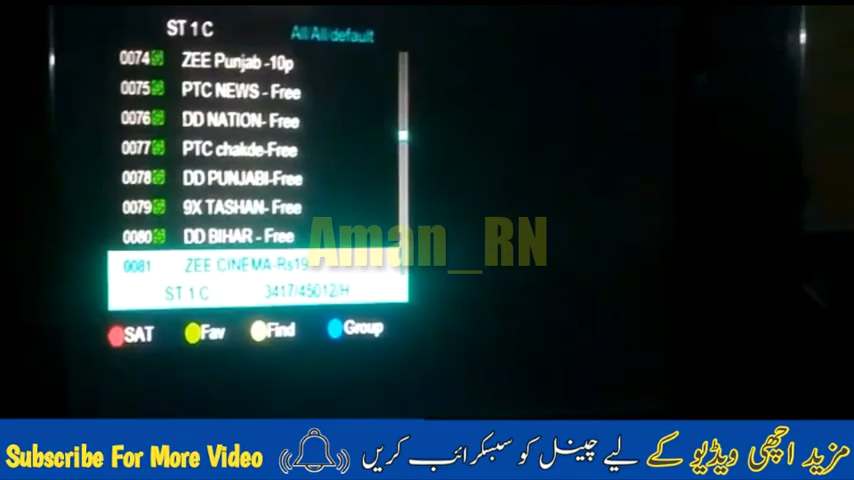 ST 1 C
All All default
0074 ZEE Punjab -10p
0075 PTC NEWS - Free
0076 DD NATION- Free
0077 PTC chakde-Free
0078 DD PUNJABI-Free
0079 9X TASHAN- Free
0080 DD BIHAR - Free
0081 ZEE CINEMA-Rs19
ST 1 C 3417/45012/H
SAT Fav Find Group
Aman_RN
Subscribe For More Video
مزید اچھی ویڈیو کے لیے چینل کو سبسکرائب کریں